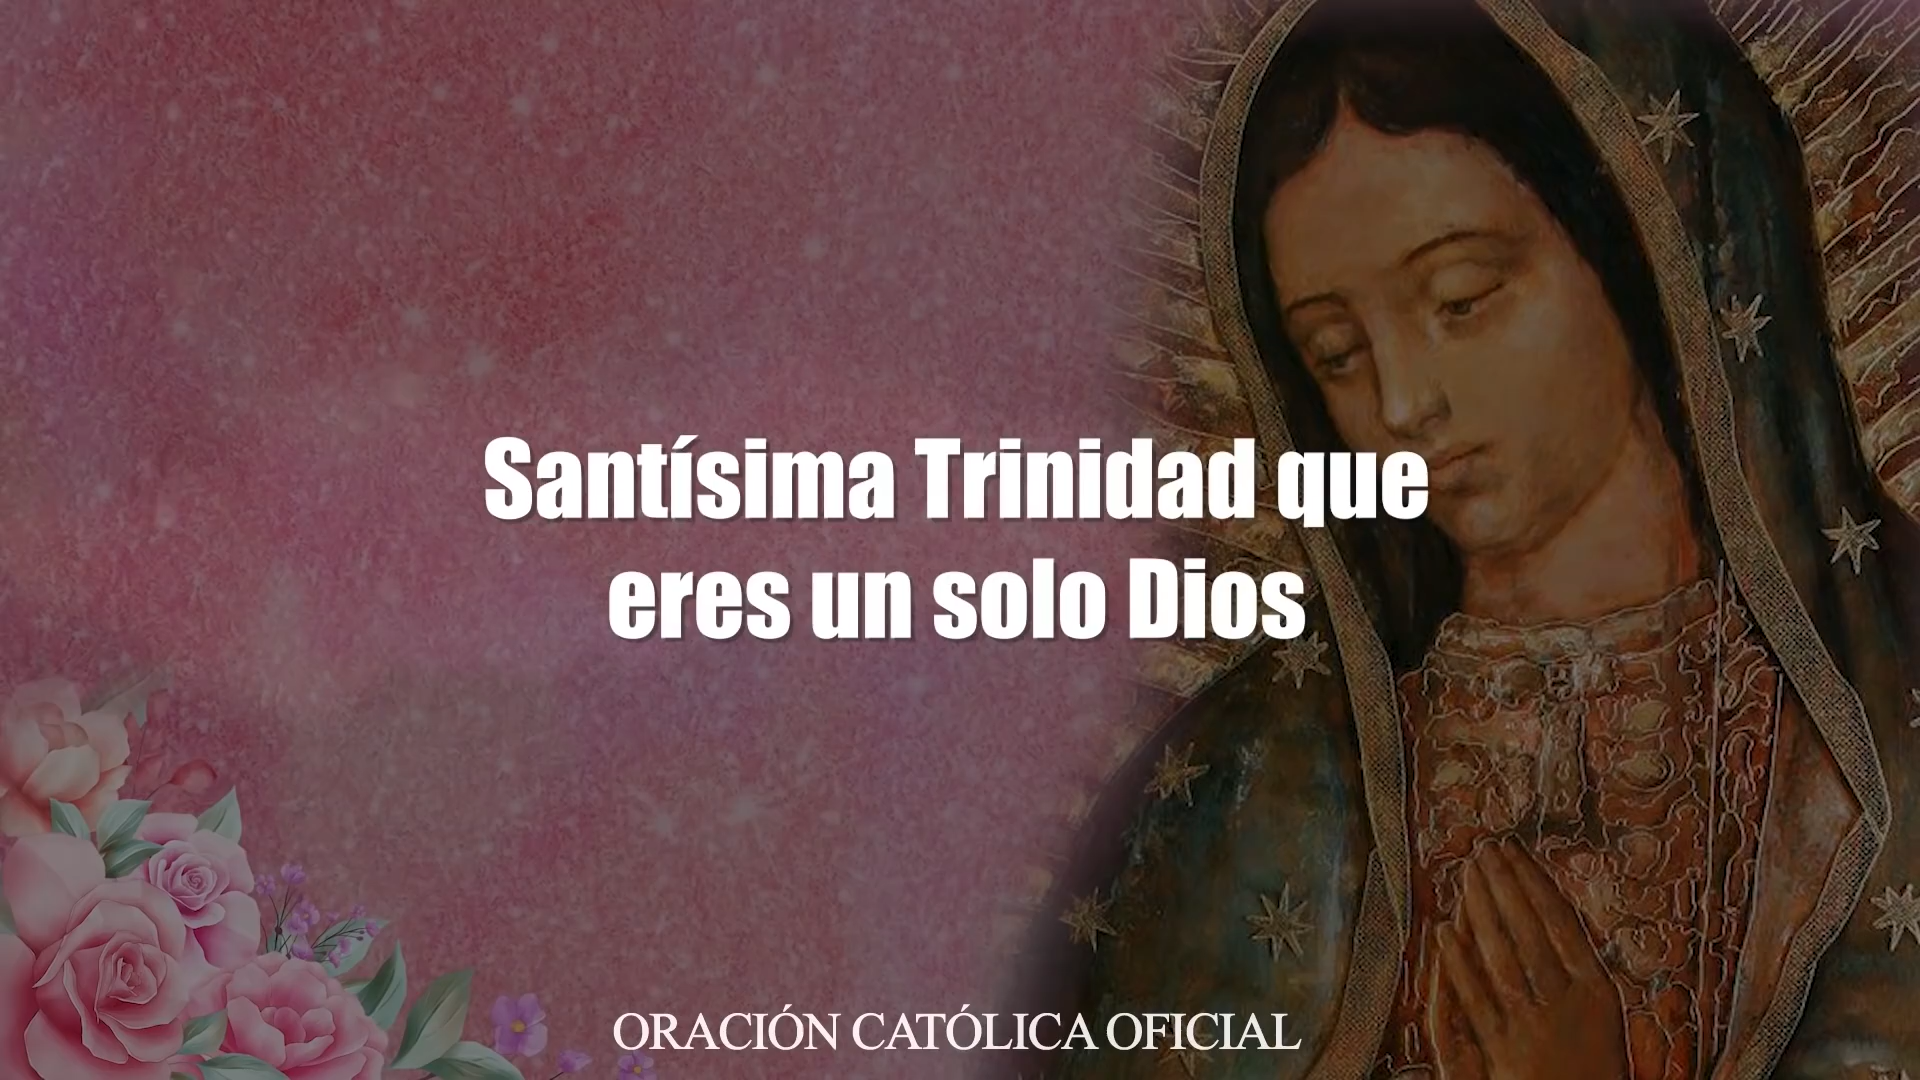 Santísima Trinidad que
eres un solo Dios
ORACIÓN CATÓLICA OFICIAL